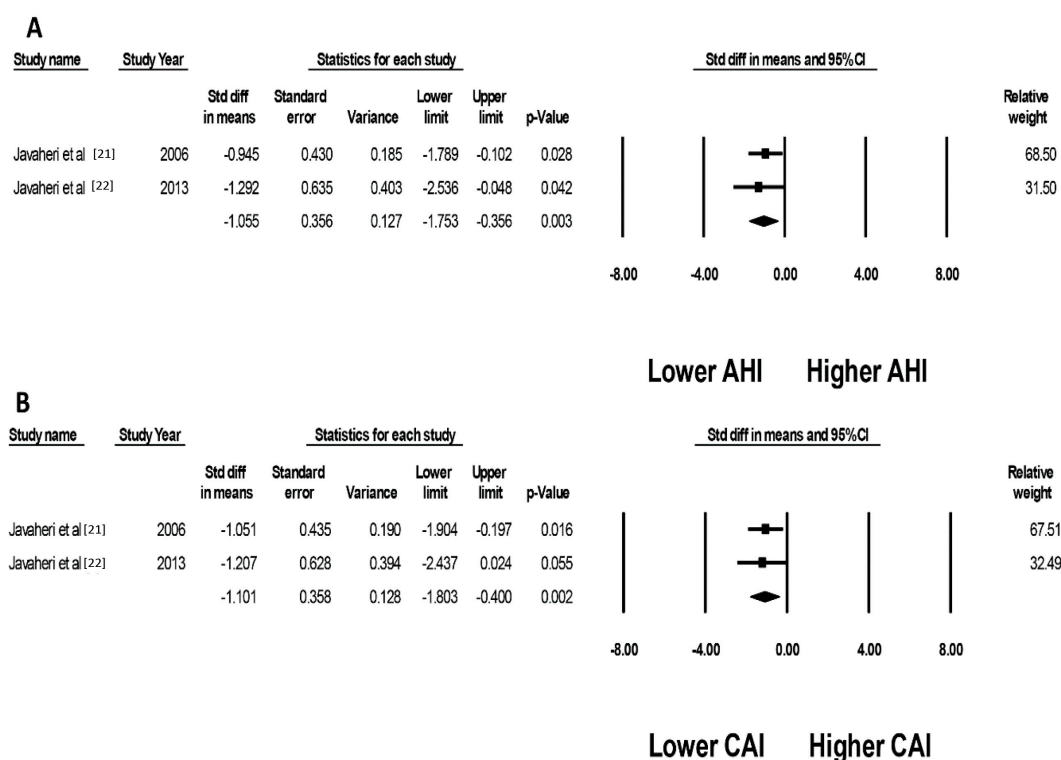 A
Study name Study Year Statistics for each study Std diff in means and 95%CI
Std diff Standard Lower Upper Relative
in means error Variance limit limit p-Value weight
Javaheri et al [21] 2006 -0.945 0.430 0.185 -1.789 -0.102 0.028 68.50
Javaheri et al [22] 2013 -1.292 0.635 0.403 -2.536 -0.048 0.042 31.50
-1.055 0.356 0.127 -1.753 -0.356 0.003
-8.00 -4.00 0.00 4.00 8.00
Lower AHI Higher AHI
B
Study name Study Year Statistics for each study Std diff in means and 95%CI
Std diff Standard Lower Upper Relative
in means error Variance limit limit p-Value weight
Javaheri et al [21] 2006 -1.051 0.435 0.190 -1.904 -0.197 0.016 67.51
Javaheri et al [22] 2013 -1.207 0.628 0.394 -2.437 0.024 0.055 32.49
-1.101 0.358 0.128 -1.803 -0.400 0.002
-8.00 -4.00 0.00 4.00 8.00
Lower CAI Higher CAI